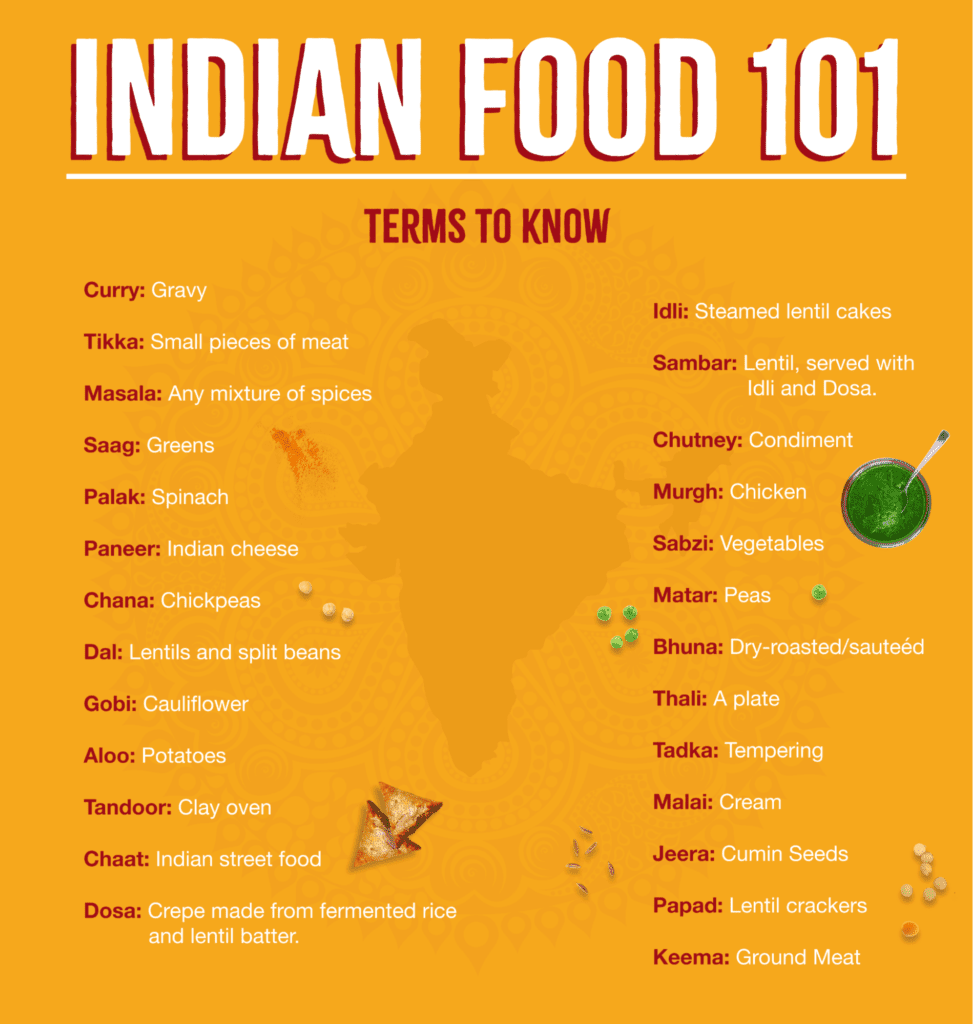 INDIAN FOOD 101
TERMS TO KNOW
Curry: Gravy
Tikka: Small pieces of meat
Masala: Any mixture of spices
Saag: Greens
Palak: Spinach
Paneer: Indian cheese
Chana: Chickpeas
Dal: Lentils and split beans
Gobi: Cauliflower
Aloo: Potatoes
Tandoor: Clay oven
Chaat: Indian street food
Dosa: Crepe made from fermented rice
and lentil batter.
Idli: Steamed lentil cakes
Sambar: Lentil, served with
Idli and Dosa.
Chutney: Condiment
Murgh: Chicken
Sabzi: Vegetables
Matar: Peas
Bhuna: Dry-roasted/sauteéd
Thali: A plate
Tadka: Tempering
Malai: Cream
Jeera: Cumin Seeds
Papad: Lentil crackers
Keema: Ground Meat